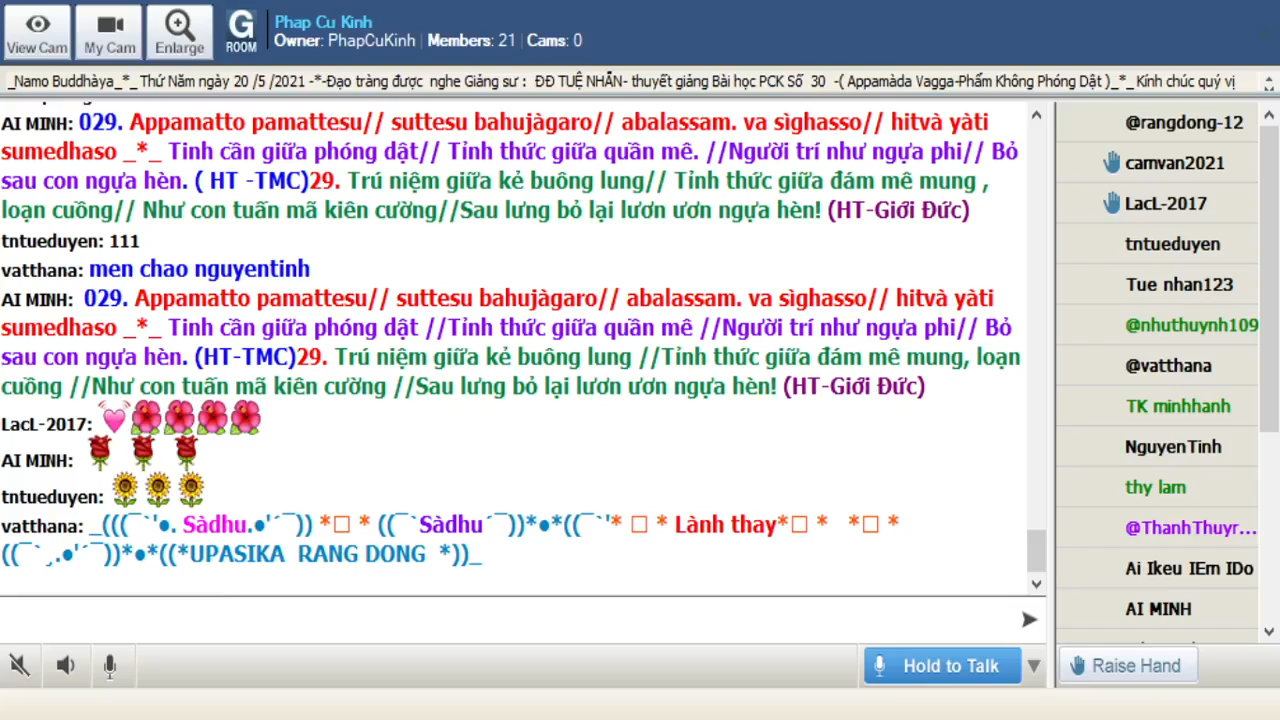 View Cam
My Cam
Enlarge
G
ROOM
Phap Cu Kinh
Owner: PhapCuKinh | Members: 21 | Cams: 0
_Namo Buddhàya_*_ Thứ Năm ngày 20 /5 /2021 -*-Đạo tràng được nghe Giảng sư : ĐĐ TUỆ NHẪN- thuyết giảng Bài học PCK Số 30 -( Appamàda Vagga-Phẩm Không Phóng Dật )_*_ Kính chúc quý vị
AI MINH: 029. Appamatto pamattesu// suttesu bahujàgaro// abalassam. va sìghasso// hitvà yàti
sumedhaso _*_ Tinh cần giữa phóng dật// Tỉnh thức giữa quần mê. //Người trí như ngựa phi// Bỏ
sau con ngựa hèn. ( HT -TMC)29. Trú niệm giữa kẻ buông lung// Tỉnh thức giữa đám mê mung ,
loạn cuồng// Như con tuấn mã kiên cường//Sau lưng bỏ lại lươn ươn ngựa hèn! (HT-Giới Đức)
tntueduyen: 111
vatthana: men chao nguyentinh
AI MINH: 029. Appamatto pamattesu// suttesu bahujàgaro// abalassam. va sìghasso// hitvà yàti
sumedhaso _*_ Tinh cần giữa phóng dật //Tỉnh thức giữa quần mê //Người trí như ngựa phi// Bỏ
sau con ngựa hèn. (HT-TMC)29. Trú niệm giữa kẻ buông lung //Tỉnh thức giữa đám mê mung, loạn
cuồng //Như con tuấn mã kiên cường //Sau lưng bỏ lại lươn ươn ngựa hèn! (HT-Giới Đức)
LacL-2017:
AI MINH:
tntueduyen:
vatthana: _(((¯`'●. Sàdhu.●'´¯)) *□ * ((¯`Sàdhu´¯))*●*((¯`'* □ * Lành thay*□ * *□ *
((¯`¸.●'´¯))*●*((*UPASIKA RANG DONG *))_
Hold to Talk
@rangdong-12
camvan2021
LacL-2017
tntueduyen
Tue nhan123
@nhuthuynh109
@vatthana
TK minhhanh
NguyenTinh
thy lam
@ThanhThuyr...
Ai Ikeu IEm IDo
AI MINH
Raise Hand